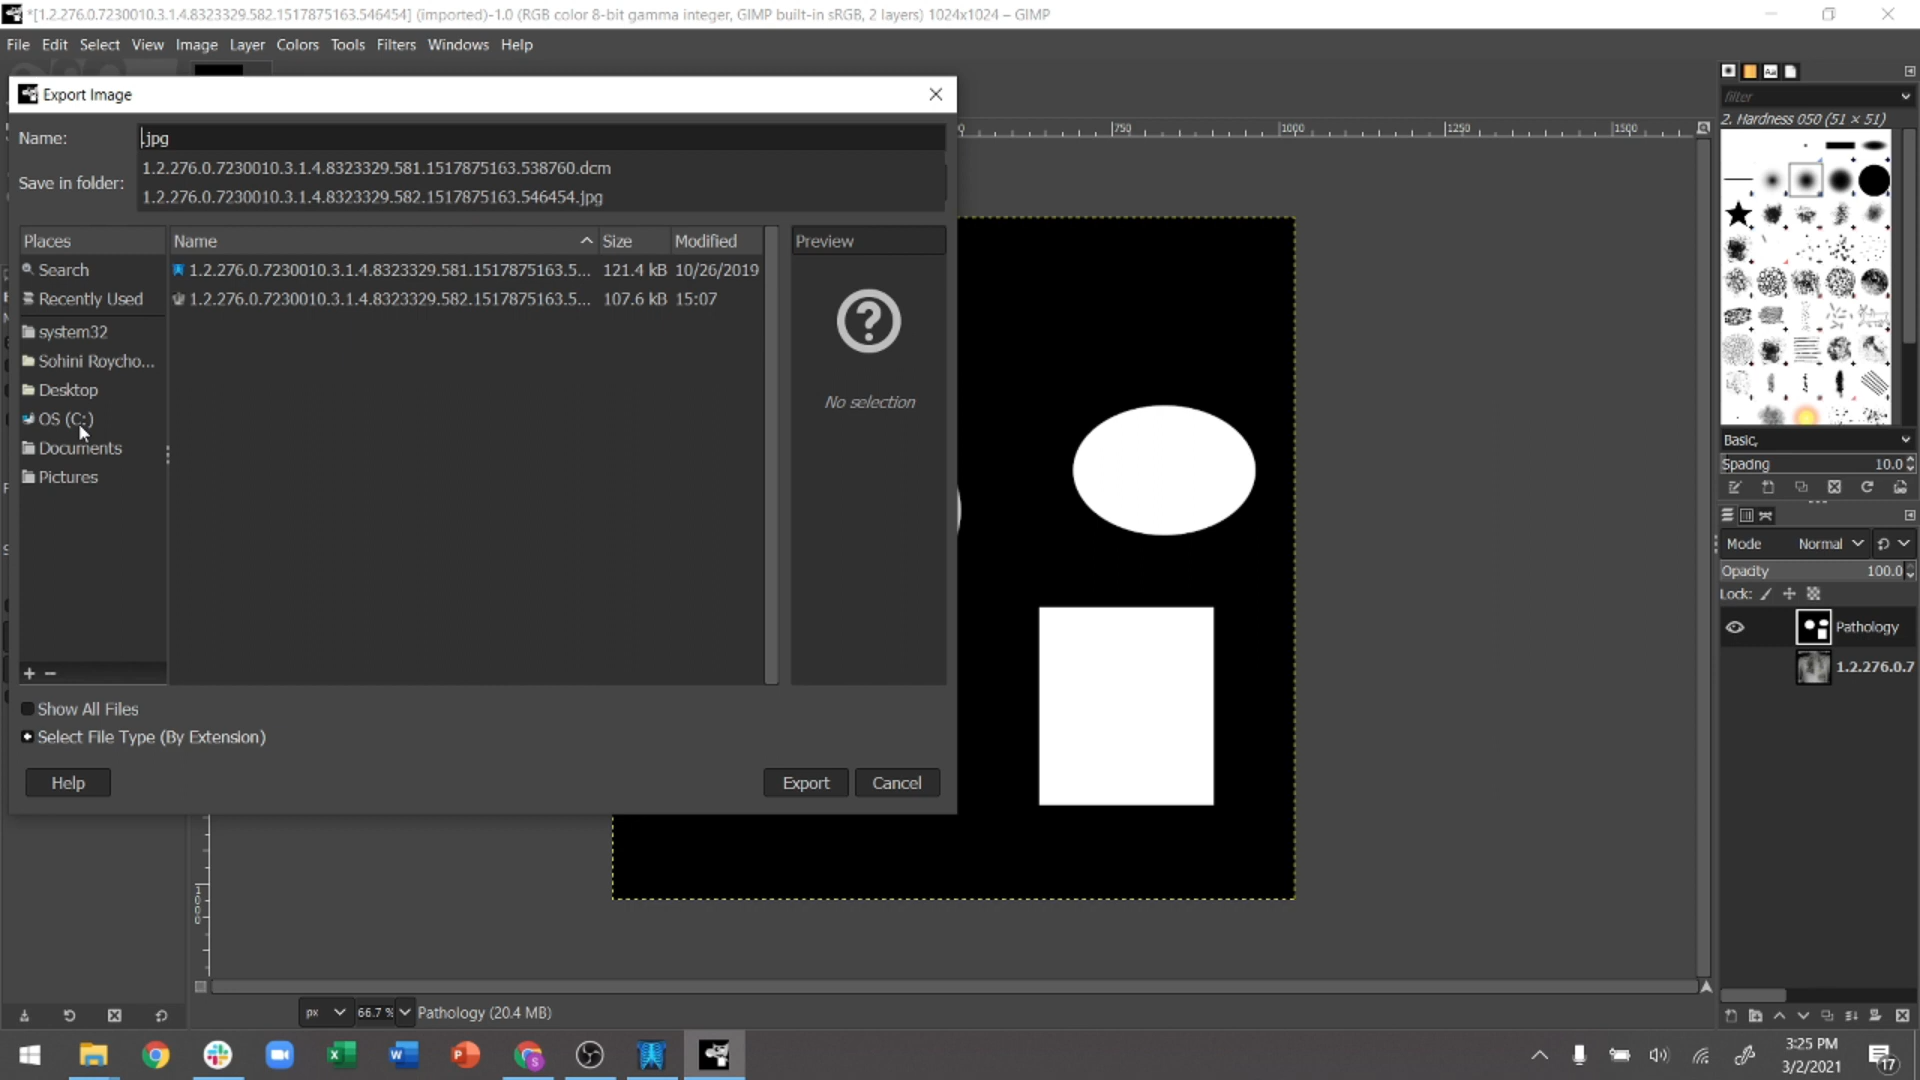 *[1.2.276.0.7230010.3.1.4.8323329.582.1517875163.546454] (imported)-1.0 (RGB color 8-bit gamma integer, GIMP built-in sRGB, 2 layers) 1024x1024 – GIMP
File Edit Select View Image Layer Colors Tools Filters Windows Help
Export Image
filter
Name: .jpg
2. Hardness 050 (51 × 51)
750 1000 1250 1500
1.2.276.0.7230010.3.1.4.8323329.581.1517875163.538760.dcm
Save in folder:
1.2.276.0.7230010.3.1.4.8323329.582.1517875163.546454.jpg
Places Name Size Modified Preview
Search 1.2.276.0.7230010.3.1.4.8323329.581.1517875163.5... 121.4 kB 10/26/2019
Recently Used 1.2.276.0.7230010.3.1.4.8323329.582.1517875163.5... 107.6 kB 15:07
system32
Sohini Roycho...
Desktop
No selection
OS (C:)
Documents
Pictures
Basic,
Spacing 10.0
Mode Normal
Opacity 100.0
Lock:
Pathology
1.2.276.0.7
Show All Files
Select File Type (By Extension)
Help Export Cancel
1000
px 66.7 % Pathology (20.4 MB)
3:25 PM
3/2/2021
17